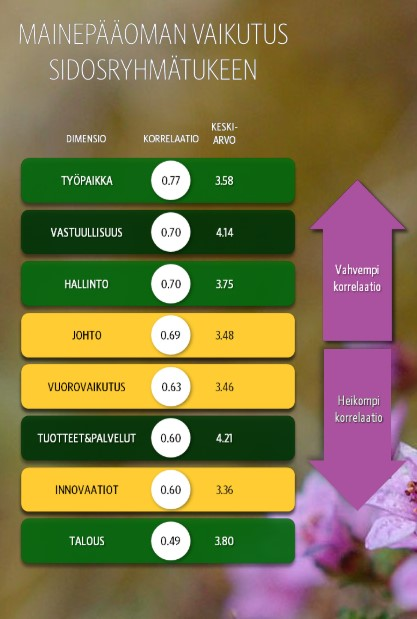 MAINEPÄÄOMAN VAIKUTUS
SIDOSRYHMÄTUKEEN
DIMENSIO KORRELAATIO KESKI-
ARVO
TYÖPAIKKA 0.77 3.58
VASTUULLISUUS 0.70 4.14
HALLINTO 0.70 3.75
JOHTO 0.69 3.48
VUOROVAIKUTUS 0.63 3.46
TUOTTEET&PALVELUT 0.60 4.21
INNOVAATIOT 0.60 3.36
TALOUS 0.49 3.80
Vahvempi
korrelaatio
Heikompi
korrelaatio